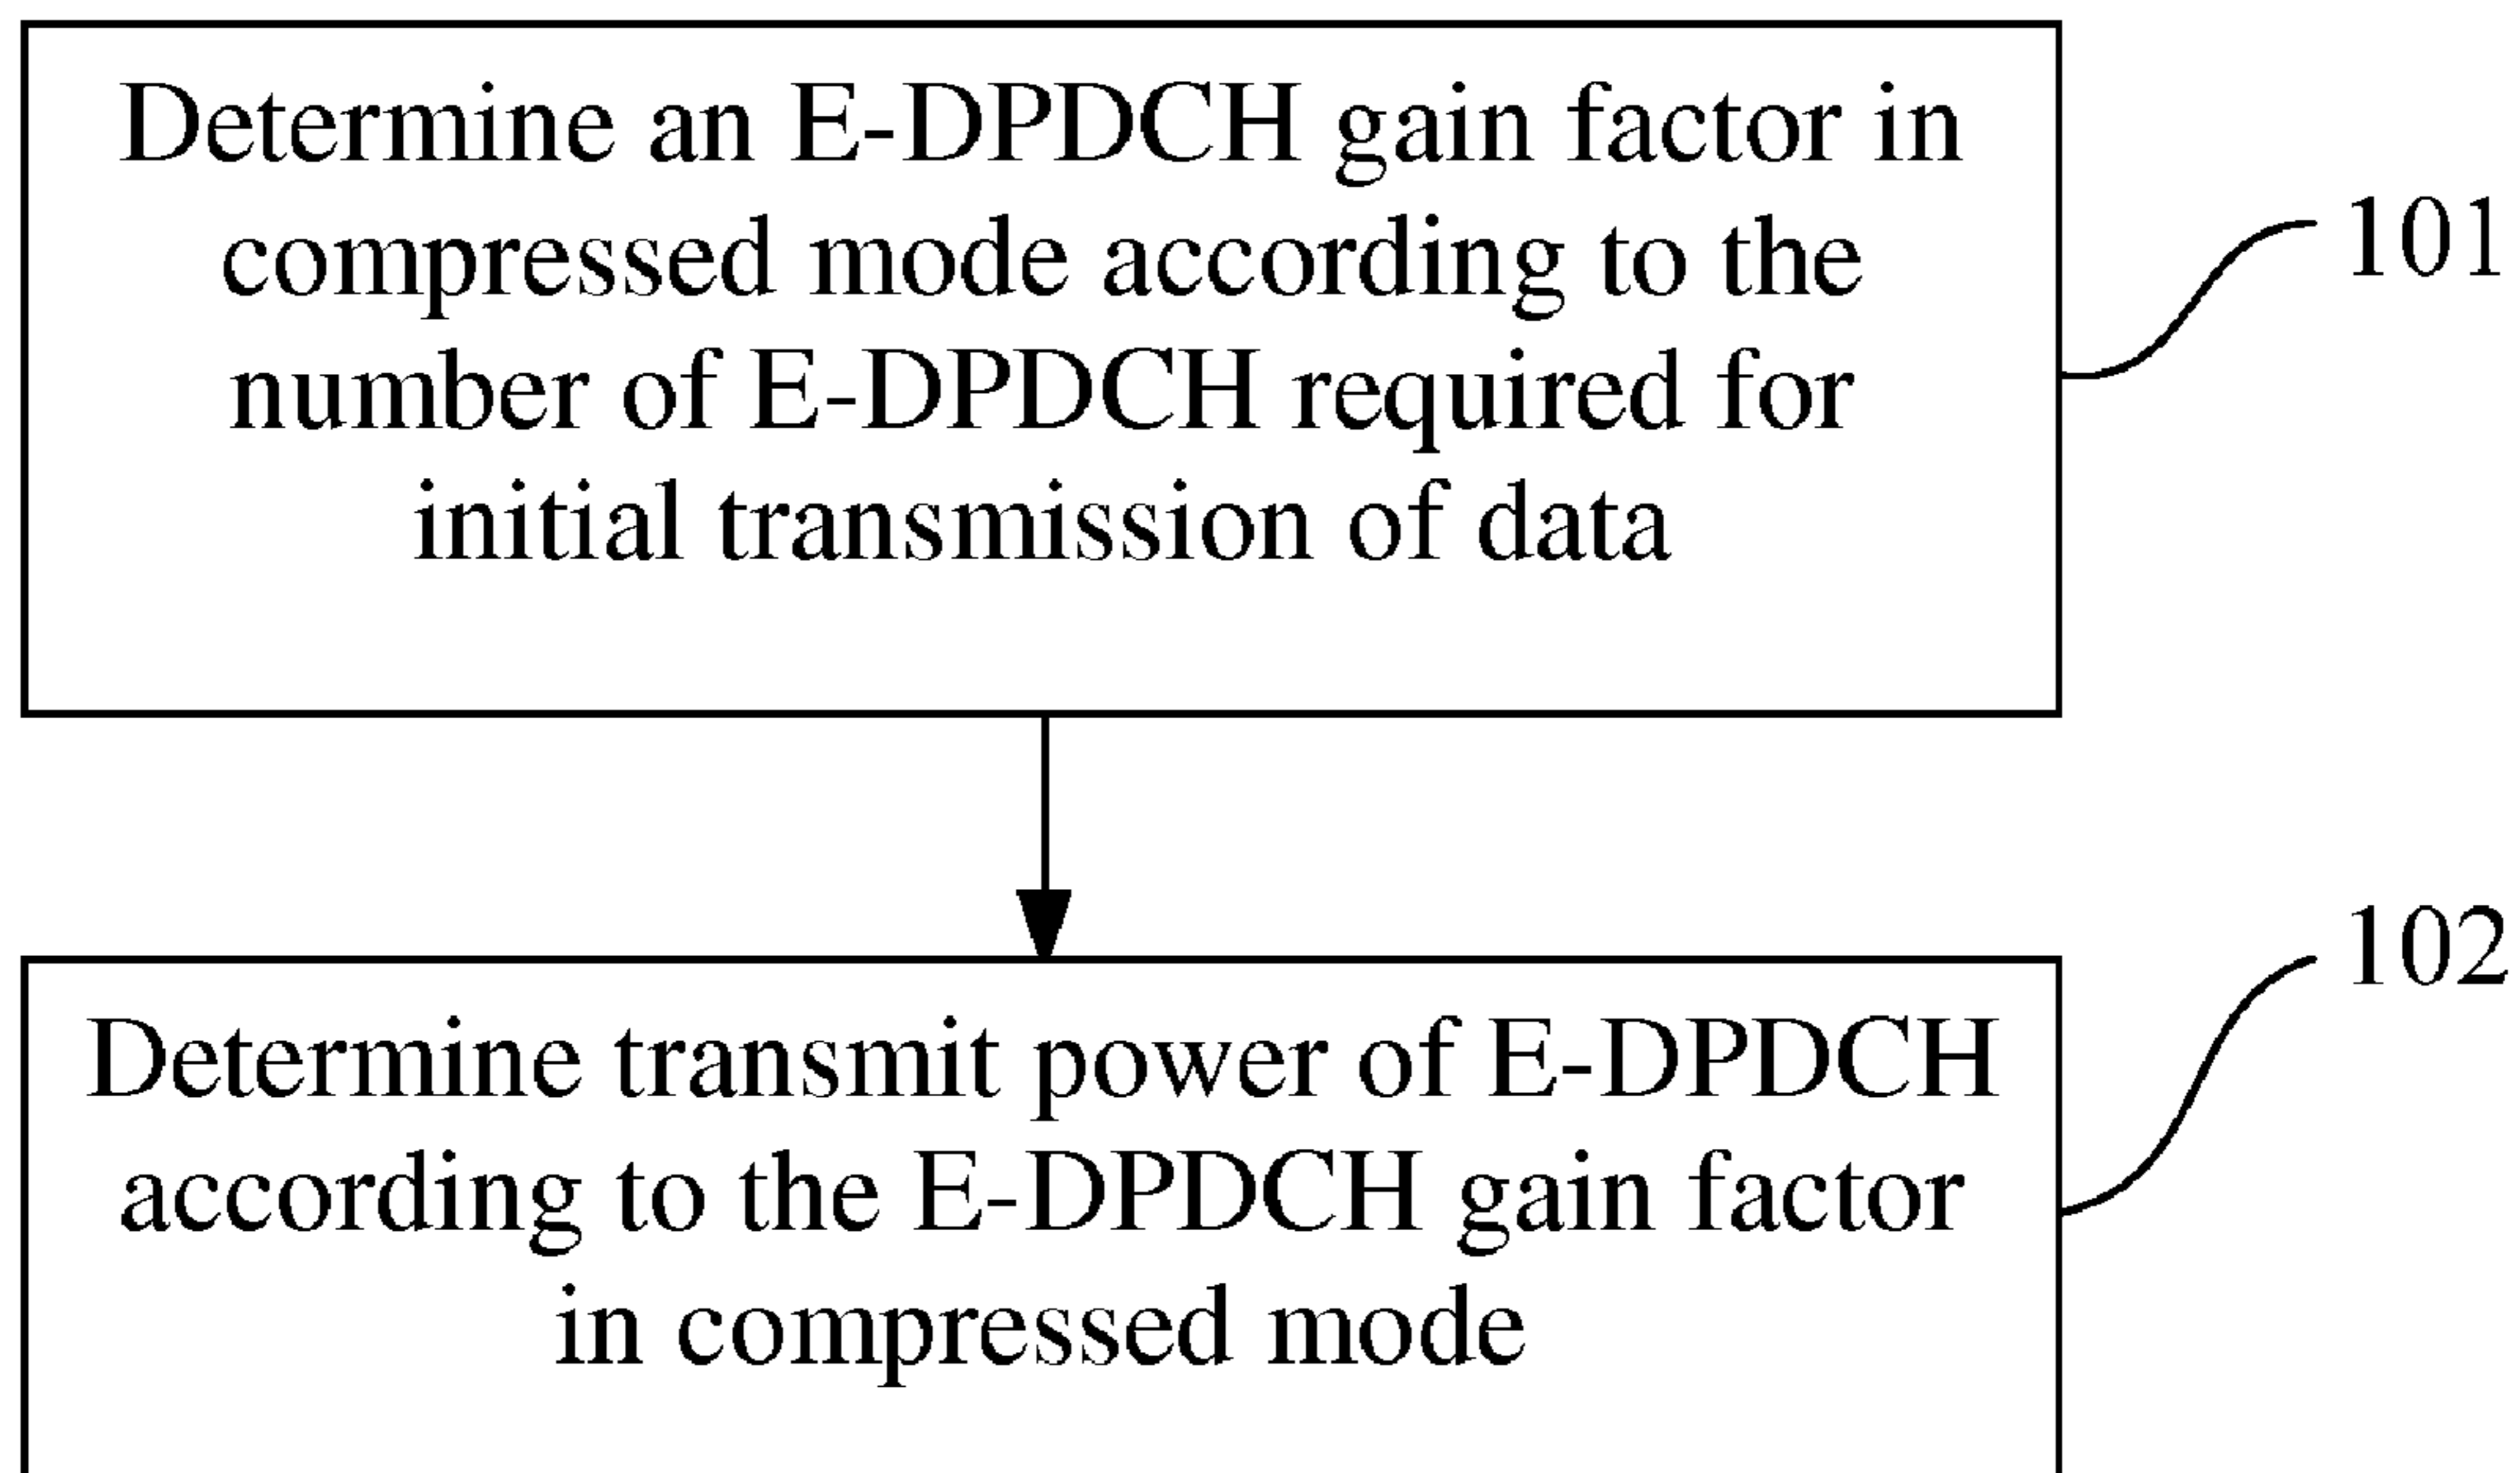 Determine an E-DPDCH gain factor in
compressed mode according to the
number of E-DPDCH required for
initial transmission of data
101
102
Determine transmit power of E-DPDCH
according to the E-DPDCH gain factor
in compressed mode